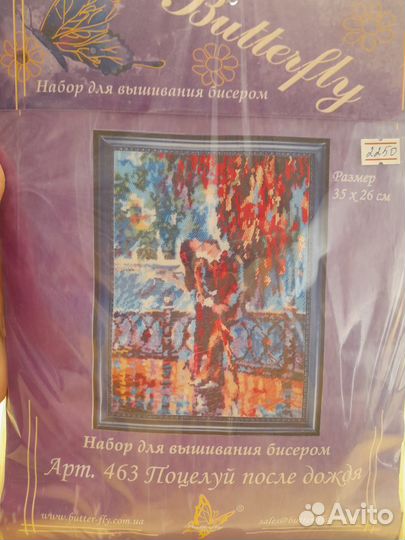 Butterfly
Набор для вышивания бисером
2250
Размер
35 х 26 см
Набор для вышивания бисером
Арт. 463 Поцелуй после дождя
®
www.butter-fly.com.ua
Avito